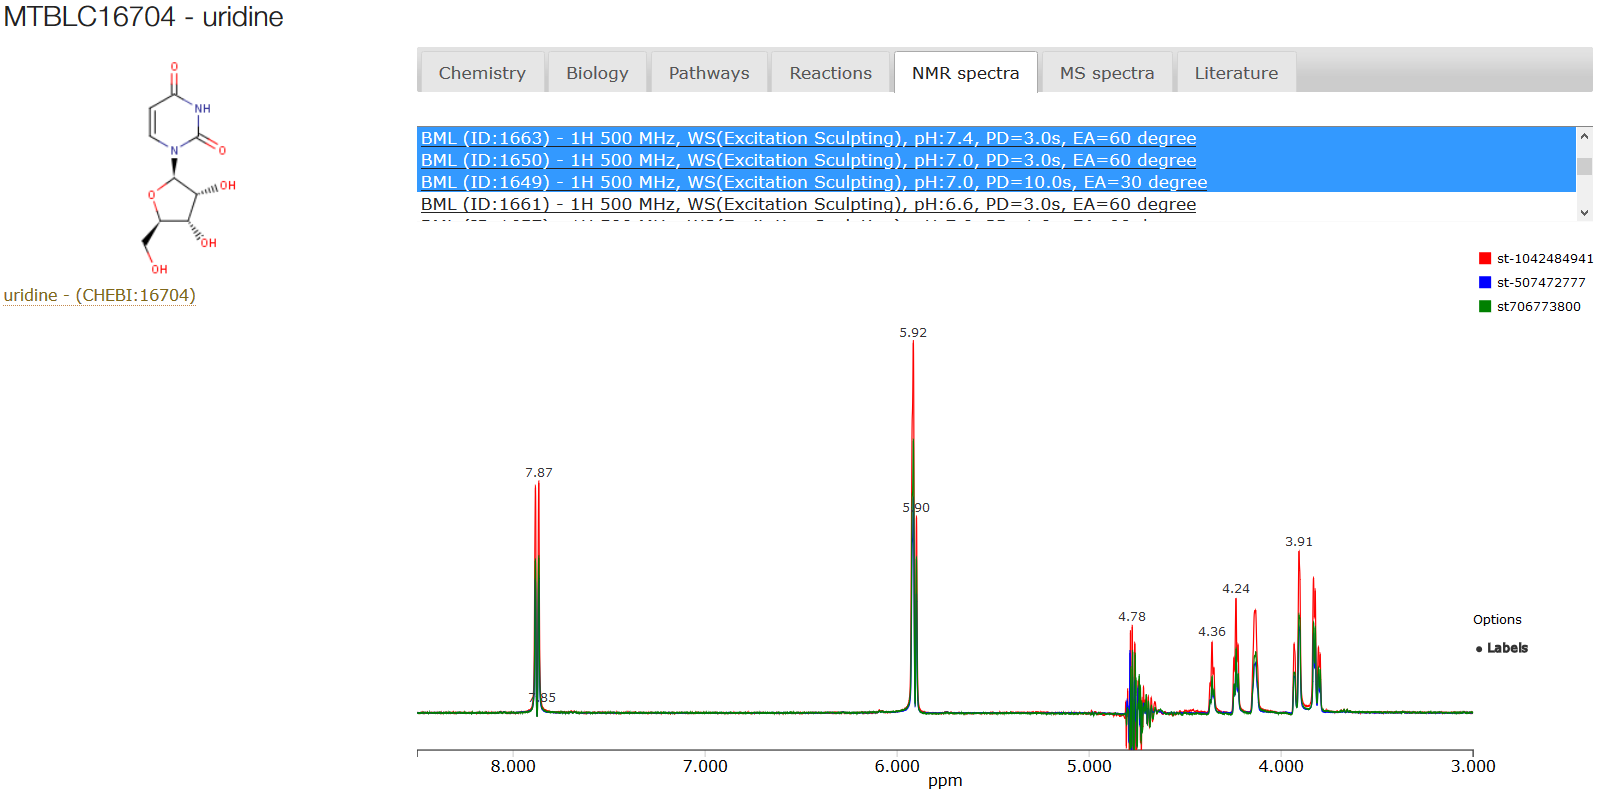 MTBLC16704 - uridine
O
NH
N
O
O
OH
OH
OH
uridine - (CHEBI:16704)
Chemistry Biology Pathways Reactions NMR spectra MS spectra Literature
BML (ID:1663) - 1H 500 MHz, WS(Excitation Sculpting), pH:7.4, PD=3.0s, EA=60 degree
BML (ID:1650) - 1H 500 MHz, WS(Excitation Sculpting), pH:7.0, PD=3.0s, EA=60 degree
BML (ID:1649) - 1H 500 MHz, WS(Excitation Sculpting), pH:7.0, PD=10.0s, EA=30 degree
BML (ID:1661) - 1H 500 MHz, WS(Excitation Sculpting), pH:6.6, PD=3.0s, EA=60 degree
st-1042484941
st-507472777
st706773800
5.92
7.87
5.90
3.91
4.24
4.78
4.36
7.85
Options
Labels
8.000 7.000 6.000 5.000 4.000 3.000
ppm